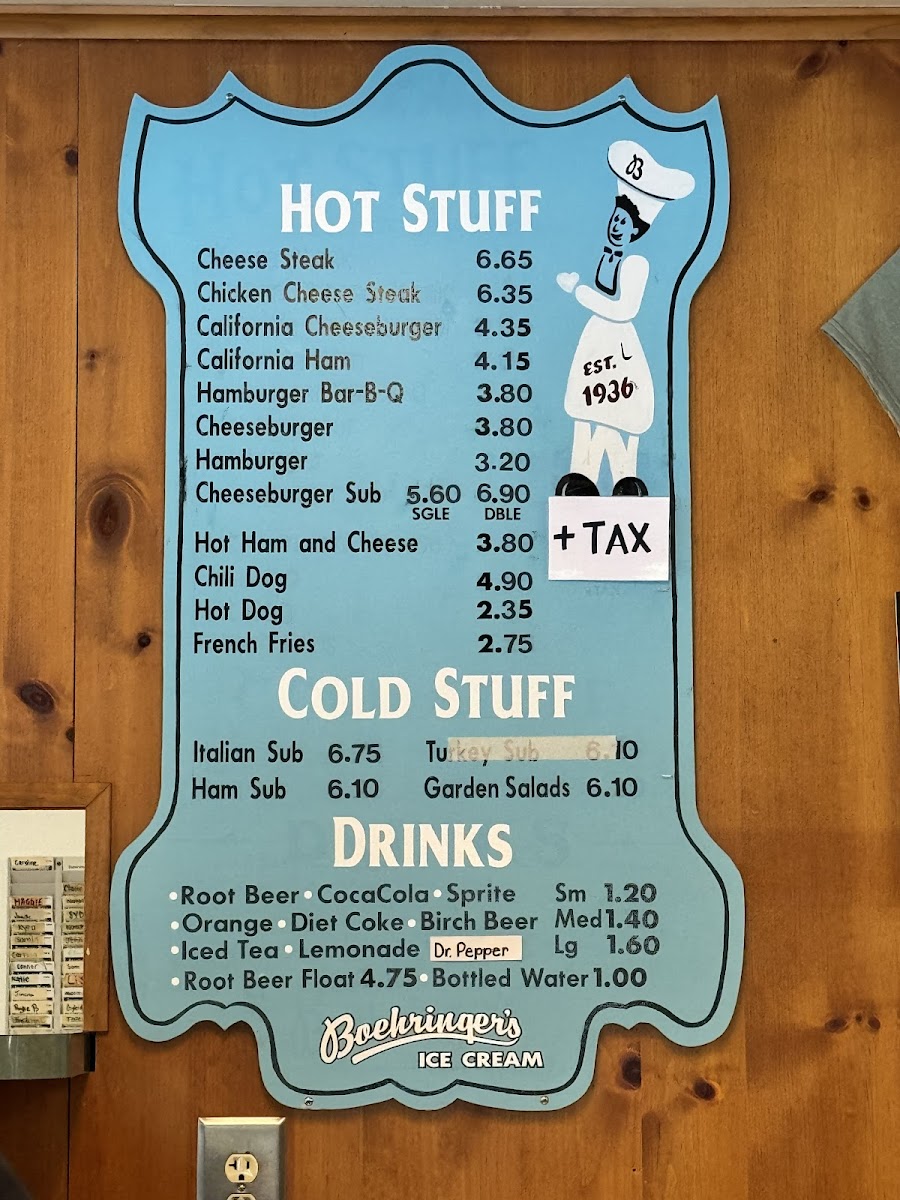 B
HOT STUFF
Cheese Steak 6.65
Chicken Cheese Steak 6.35
California Cheeseburger 4.35
California Ham 4.15
Hamburger Bar-B-Q 3.80
Cheeseburger 3.80
Hamburger 3.20
Cheeseburger Sub 5.60 6.90
SGLE DBLE
Hot Ham and Cheese 3.80
Chili Dog 4.90
Hot Dog 2.35
French Fries 2.75
EST.
1936
+ TAX
COLD STUFF
Italian Sub 6.75 Turkey Sub 6.10
Ham Sub 6.10 Garden Salads 6.10
DRINKS
•Root Beer•CocaCola•Sprite Sm 1.20
•Orange•Diet Coke•Birch Beer Med 1.40
•Iced Tea•Lemonade Dr. Pepper Lg 1.60
•Root Beer Float 4.75•Bottled Water 1.00
Boehringer's
ICE CREAM
MAGGIE